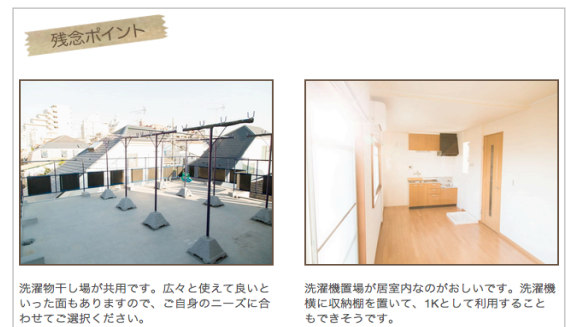 残念ポイント
洗濯物干し場が共用です。広々と使えて良いと
いった面もありますので、ご自身のニーズに合
わせてご選択ください。
洗濯機置場が居室内なのがおしいです。洗濯機
横に収納棚を置いて、1Kとして利用すること
もできそうです。